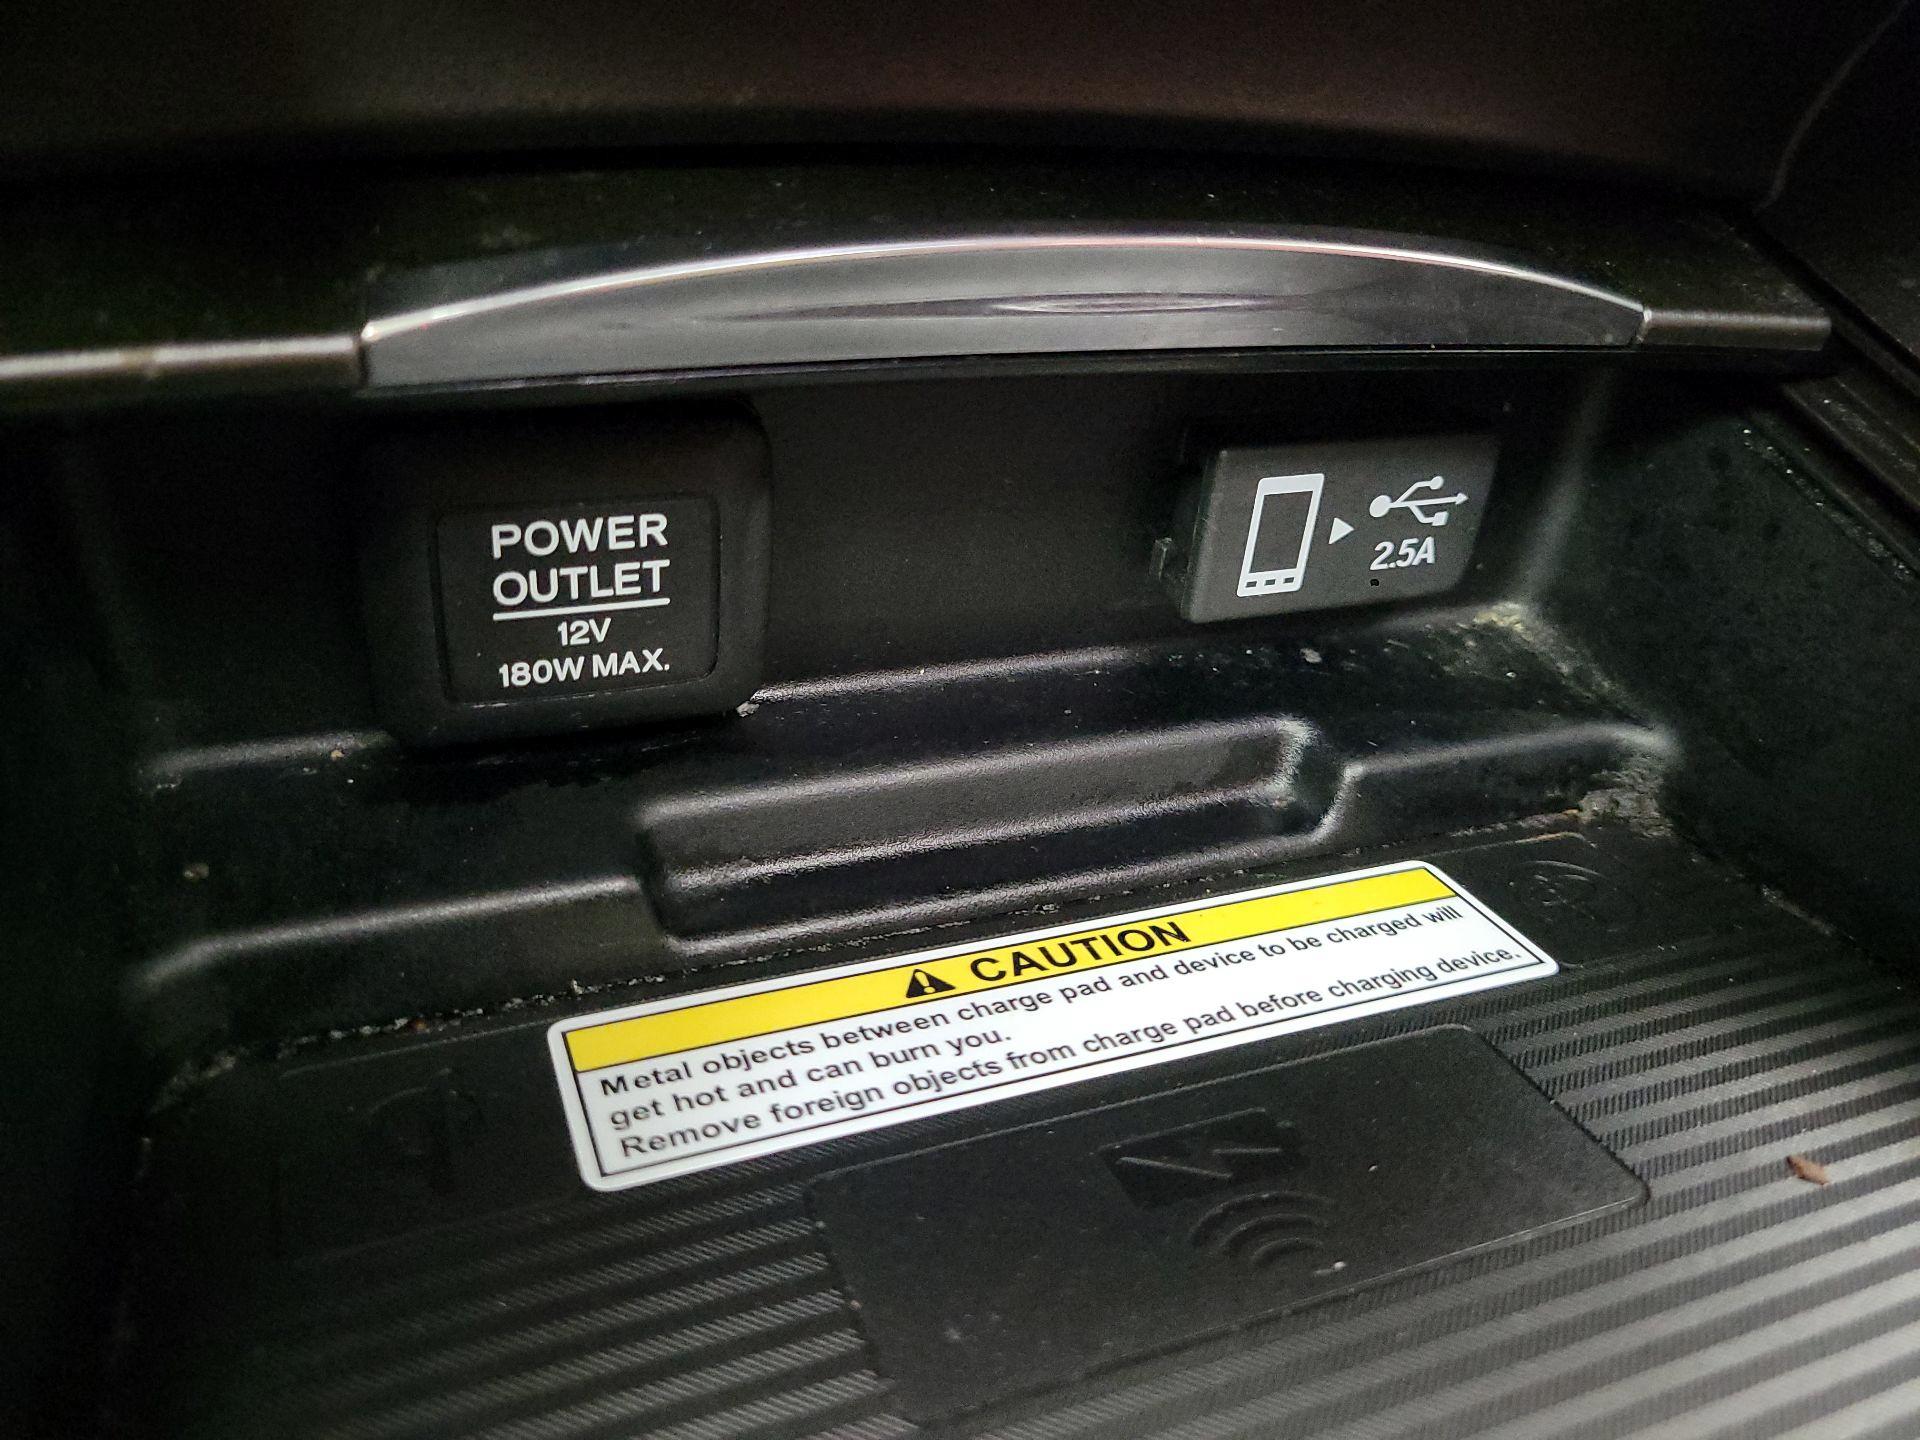 POWER
OUTLET
12V
180W MAX.
2.5A
CAUTION
Metal objects between charge pad and device to be charged will
get hot and can burn you.
Remove foreign objects from charge pad before charging device.